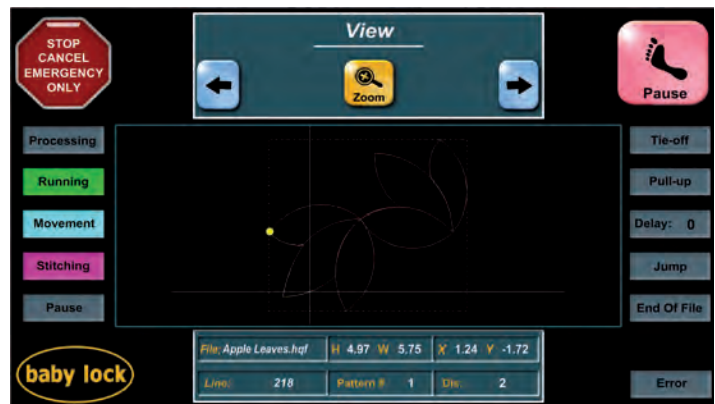 STOP
CANCEL
EMERGENCY
ONLY
View
Zoom
Pause
Processing
Running
Movement
Stitching
Pause
Tie-off
Pull-up
Delay: 0
Jump
End Of File
File: Apple Leaves.hqf H 4.97 W 5.75 X 1.24 Y -1.72
Line: 218 Pattern # 1 Dis: 2
baby lock
Error